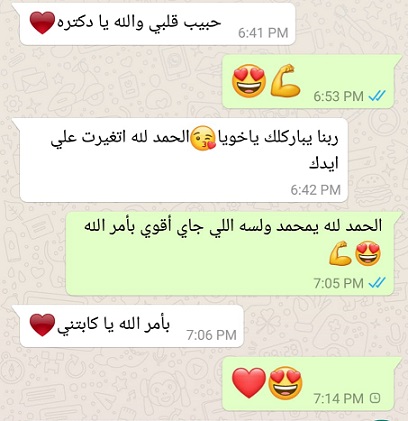 حبيب قلبي والله يا دكتره❤️
6:41 PM
😍💪
6:53 PM
ربنا يباركلك ياخويا😘الحمد لله اتغيرت علي
ايدك
6:42 PM
الحمد لله يمحمد ولسه اللي جاي أقوي بأمر الله
💪😍
7:05 PM
بأمر الله يا كابتني❤️
7:06 PM
❤️😍
7:14 PM